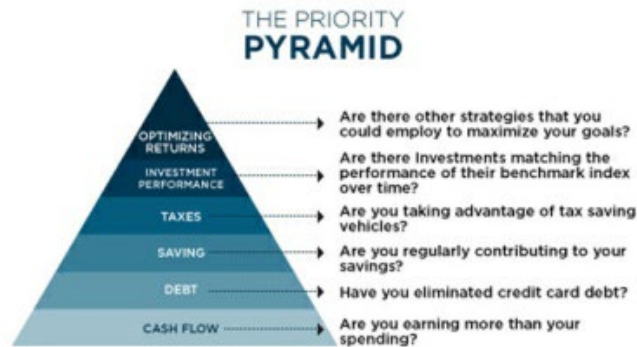 THE PRIORITY
PYRAMID
OPTIMIZING
RETURNS
Are there other strategies that you
could employ to maximize your goals?
INVESTMENT
PERFORMANCE
Are there Investments matching the
performance of their benchmark index
over time?
TAXES
Are you taking advantage of tax saving
vehicles?
SAVING
Are you regularly contributing to your
savings?
DEBT
Have you eliminated credit card debt?
CASH FLOW
Are you earning more than your
spending?